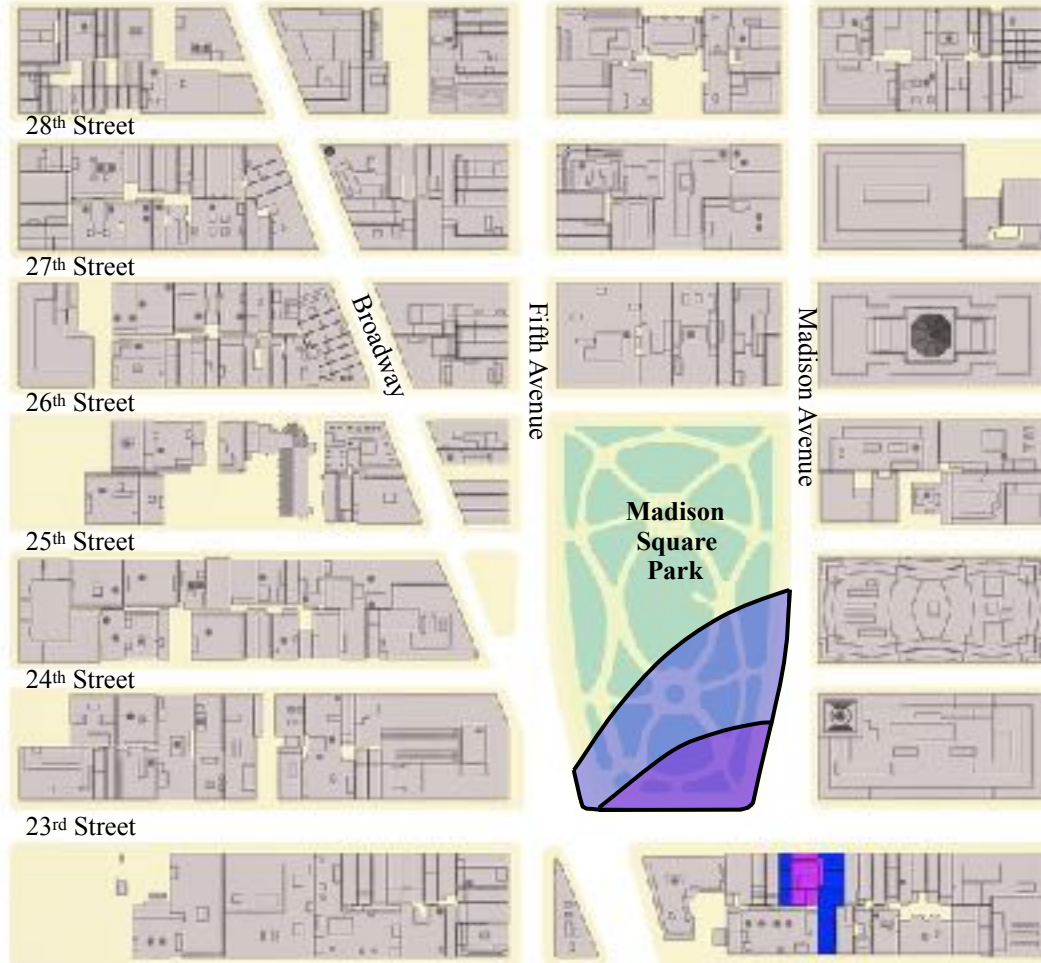 28th Street
27th Street
Broadway
Fifth Avenue
Madison Avenue
26th Street
Madison
Square
Park
25th Street
24th Street
23rd Street